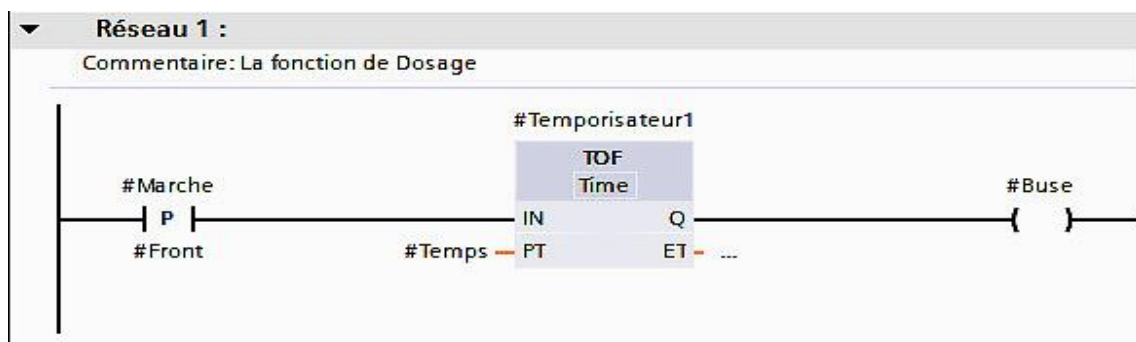 Réseau 1 :
Commentaire: La fonction de Dosage
#Temporisateur1
TOF
Time
#Marche
#Buse
P
IN
Q
#Front
#Temps
PT
ET
...